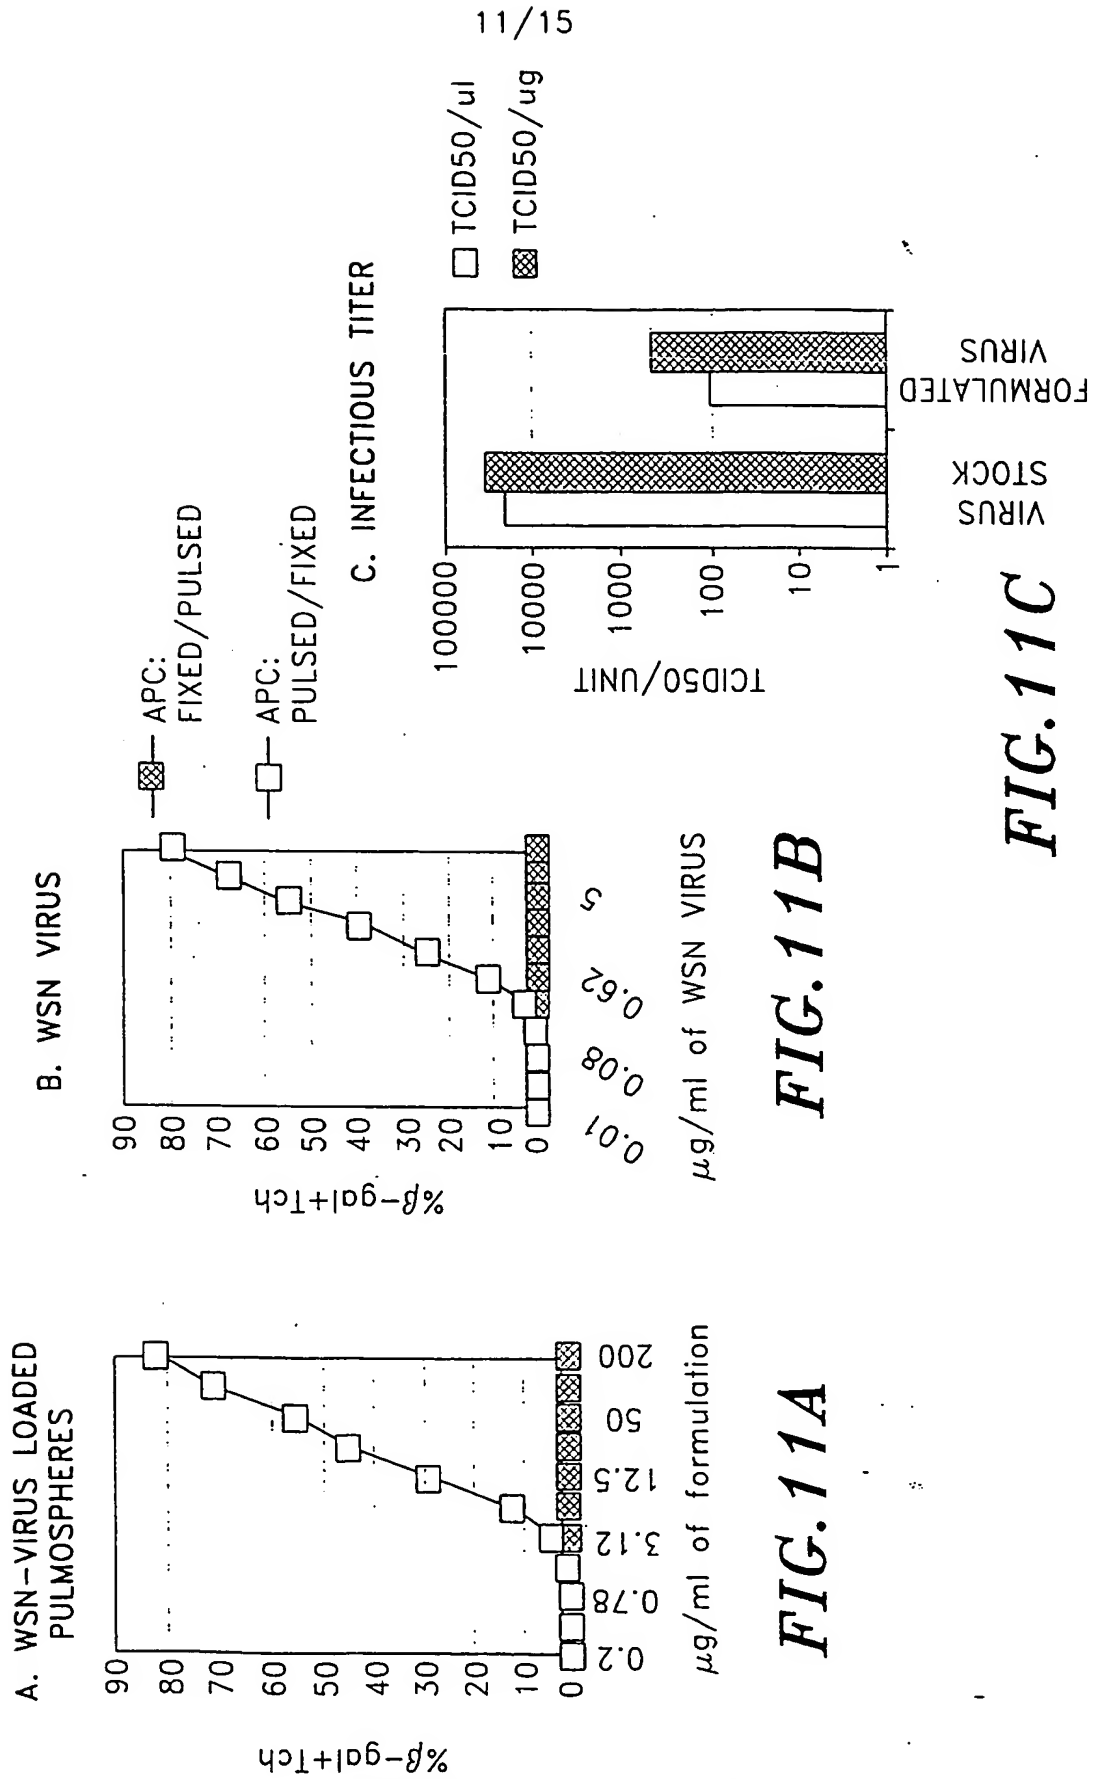 11/15
A. WSN-VIRUS LOADED
PULMOSPHERES
%β-gal+Tch
90
80
70
60
50
40
30
20
10
0
0.2
0.78
3.12
12.5
50
200
μg/ml of formulation
FIG.11A
B. WSN VIRUS
%β-gal+Tch
90
80
70
60
50
40
30
20
10
0
0.01
0.08
0.62
5
μg/ml of WSN VIRUS
APC:
FIXED/PULSED
APC:
PULSED/FIXED
FIG.11B
C. INFECTIOUS TITER
TCID50/UNIT
100000
10000
1000
100
10
1
VIRUS
STOCK
FORMULATED
VIRUS
TCID50/ul
TCID50/ug
FIG.11C